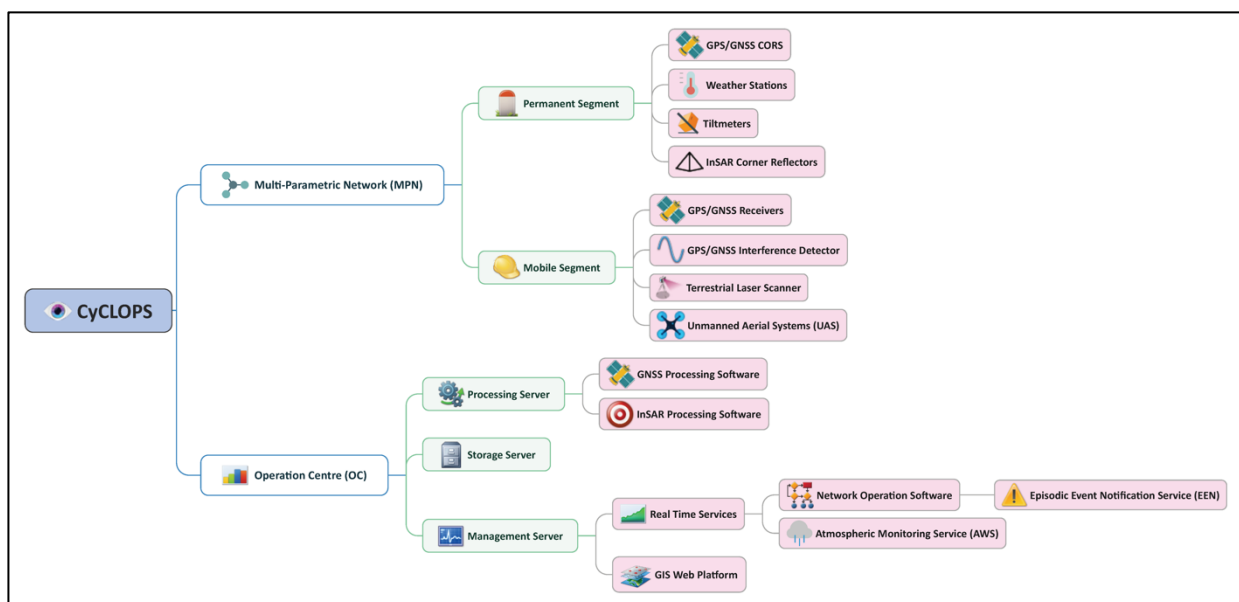 CyCLOPS
Multi-Parametric Network (MPN)
Permanent Segment
GPS/GNSS CORS
Weather Stations
Tiltmeters
InSAR Corner Reflectors
Mobile Segment
GPS/GNSS Receivers
GPS/GNSS Interference Detector
Terrestrial Laser Scanner
Unmanned Aerial Systems (UAS)
Operation Centre (OC)
Processing Server
GNSS Processing Software
InSAR Processing Software
Storage Server
Management Server
Real Time Services
Network Operation Software
Episodic Event Notification Service (EEN)
Atmospheric Monitoring Service (AWS)
GIS Web Platform